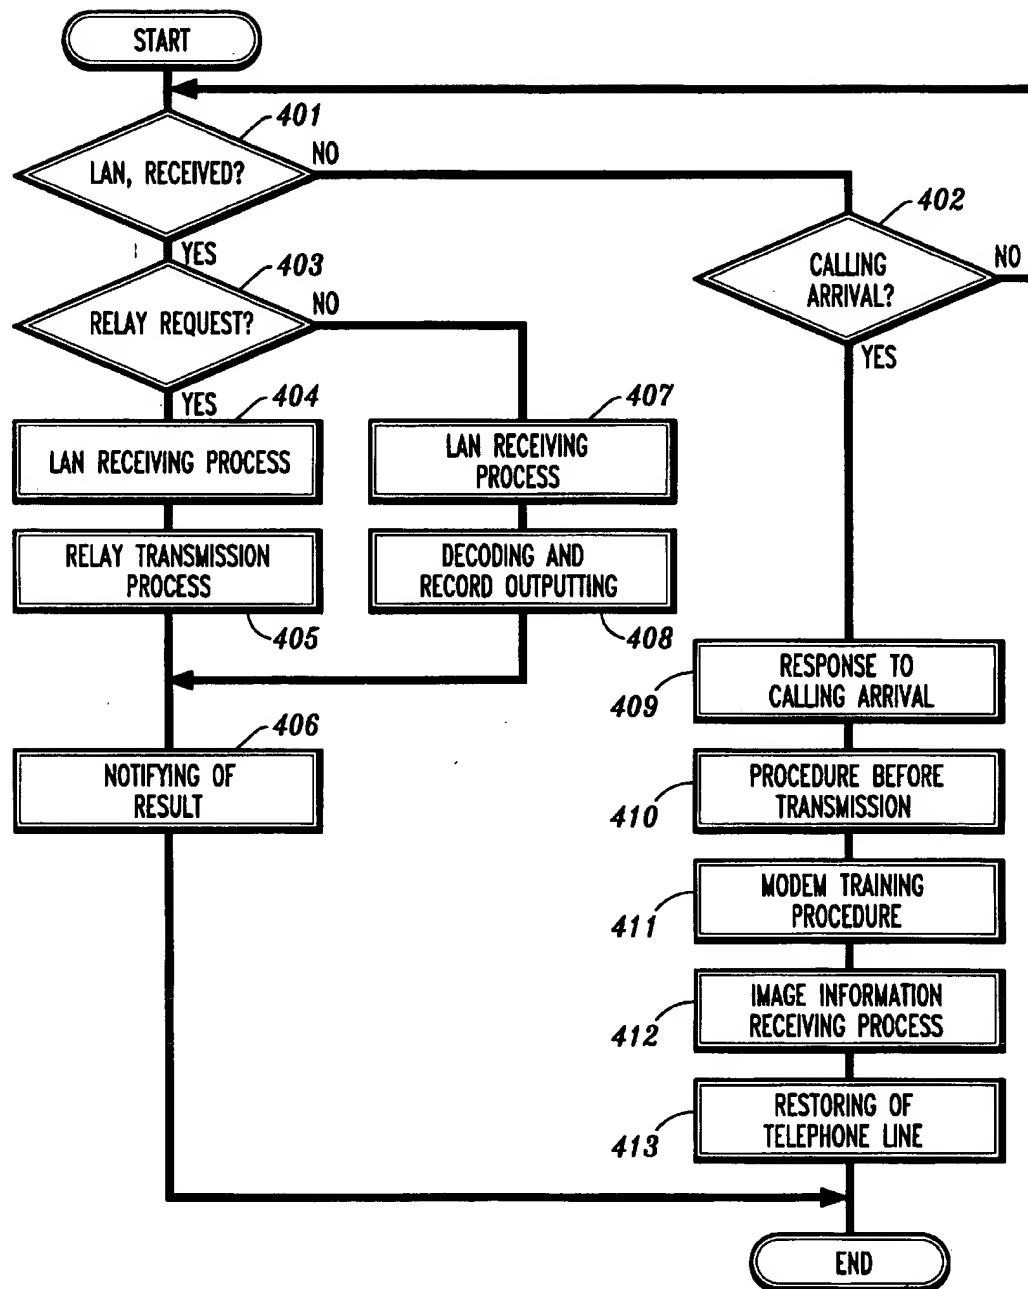 START
401
LAN, RECEIVED?
NO
402
CALLING
ARRIVAL?
NO
YES
403
RELAY REQUEST?
NO
YES
YES
404
LAN RECEIVING PROCESS
407
LAN RECEIVING
PROCESS
RELAY TRANSMISSION
PROCESS
405
DECODING AND
RECORD OUTPUTTING
408
RESPONSE TO
CALLING ARRIVAL
409
406
NOTIFYING OF
RESULT
PROCEDURE BEFORE
TRANSMISSION
410
MODEM TRAINING
PROCEDURE
411
IMAGE INFORMATION
RECEIVING PROCESS
412
RESTORING OF
TELEPHONE LINE
413
END